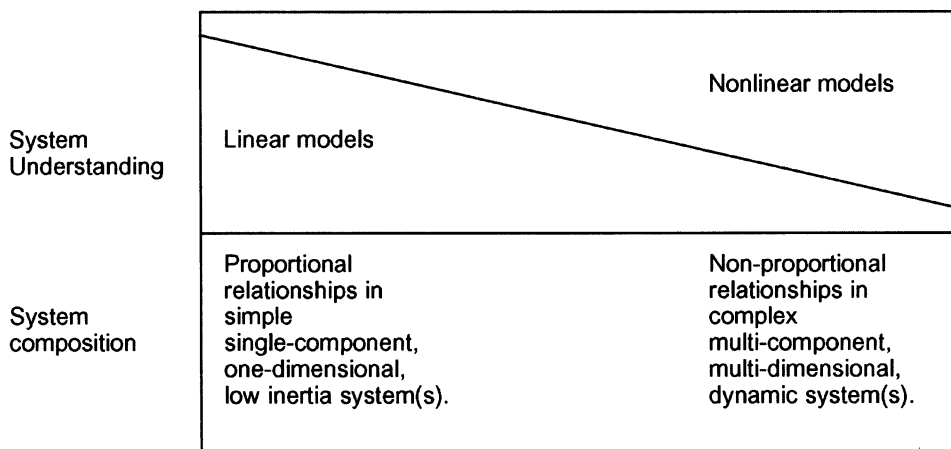 System
Understanding
Linear models
Nonlinear models
System
composition
Proportional
relationships in
simple
single-component,
one-dimensional,
low inertia system(s).
Non-proportional
relationships in
complex
multi-component,
multi-dimensional,
dynamic system(s).